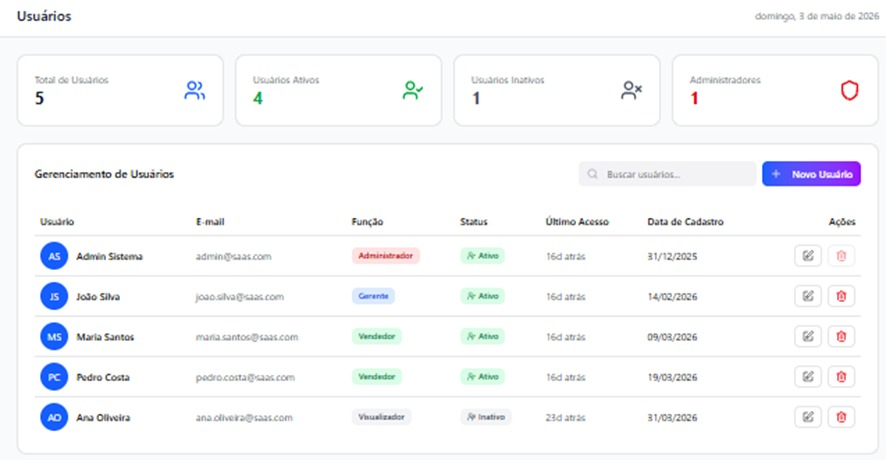 Usuários domingo, 3 de maio de 2026
Total de Usuários Usuários Ativos Usuários Inativos Administradores
5 4 1 1
Gerenciamento de Usuários Buscar usuários... + Novo Usuário
Usuário E-mail Função Status Último Acesso Data de Cadastro Ações
AS Admin Sistema admin@saas.com Administrador Ativo 16d atrás 31/12/2025
JS João Silva joao.silva@saas.com Gerente Ativo 16d atrás 14/02/2026
MS Maria Santos maria.santos@saas.com Vendedor Ativo 16d atrás 09/03/2026
PC Pedro Costa pedro.costa@saas.com Vendedor Ativo 16d atrás 19/03/2026
AO Ana Oliveira ana.oliveira@saas.com Visualizador Inativo 23d atrás 31/03/2026